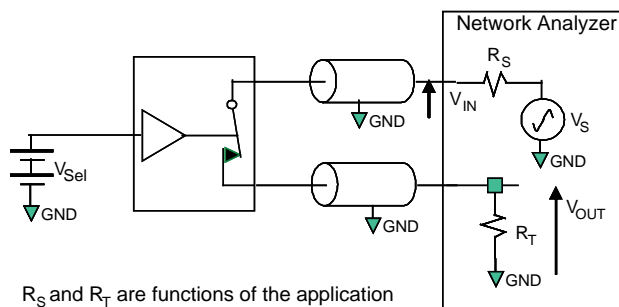 Network Analyzer
R_S
V_IN
GND
V_S
GND
V_Sel
GND
GND
V_OUT
R_T
GND
R_S and R_T are functions of the application